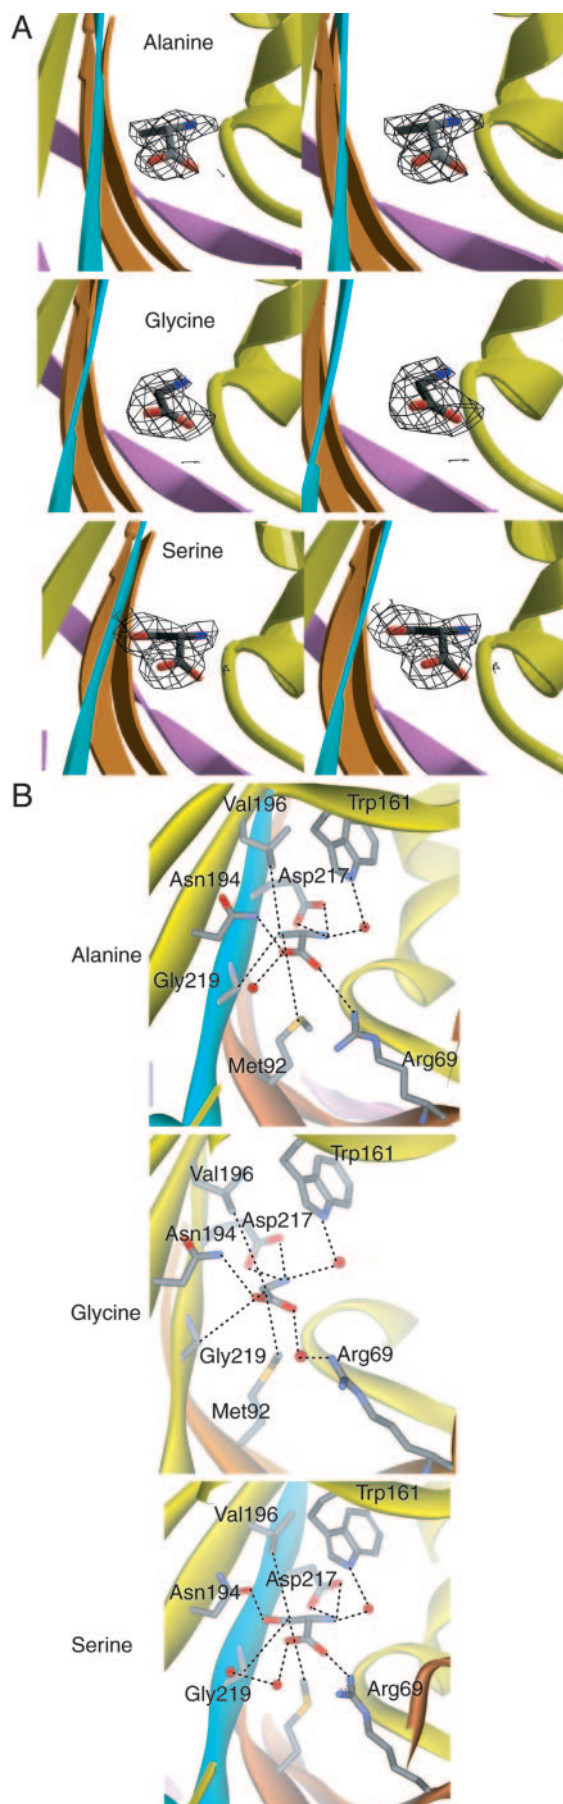 A
Alanine
Glycine
Serine
B
Val196 Trp161
Asn194 Asp217
Alanine
Gly219
Met92 Arg69
Trp161
Val196
Asn194 Asp217
Glycine
Gly219 Arg69
Met92
Trp161
Val196
Asn194 Asp217
Serine
Gly219 Arg69